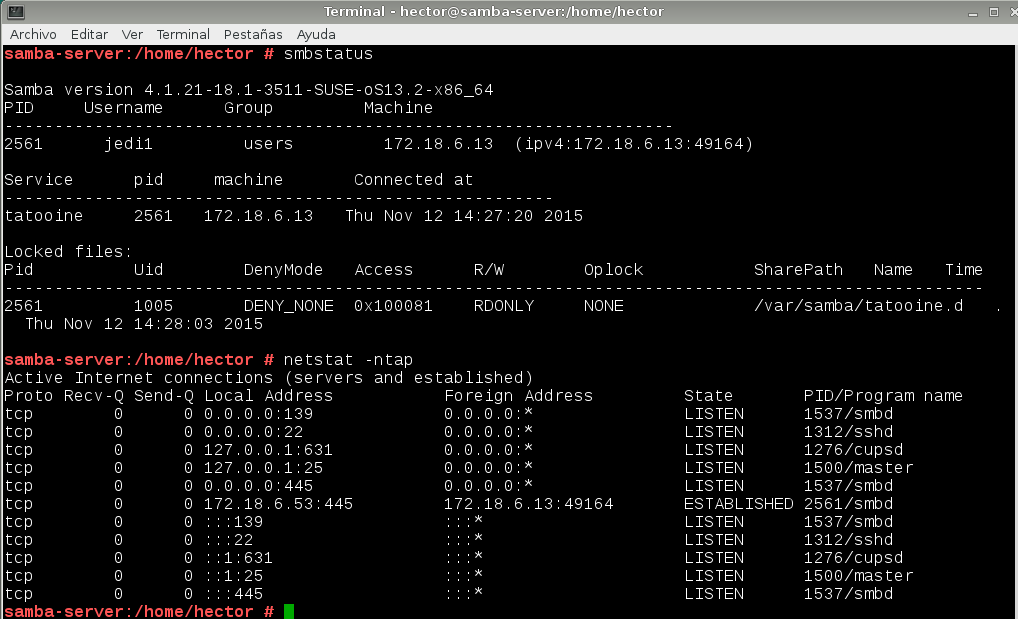 Terminal - hector@samba-server:/home/hector
Archivo Editar Ver Terminal Pestañas Ayuda
samba-server:/home/hector # smbstatus
Samba version 4.1.21-18.1-3511-SUSE-oS13.2-x86_64
PID     Username      Group              Machine
-------------------------------------------------------------------
2561      jedi1         users         172.18.6.13  (ipv4:172.18.6.13:49164)
Service      pid     machine       Connected at
-------------------------------------------------------
tatooine     2561   172.18.6.13   Thu Nov 12 14:27:20 2015
Locked files:
Pid          Uid        DenyMode   Access      R/W        Oplock           SharePath   Name   Time
--------------------------------------------------------------------------------------------------
2561         1005       DENY_NONE  0x100081    RDONLY     NONE             /var/samba/tatooine.d   .
  Thu Nov 12 14:28:03 2015
samba-server:/home/hector # netstat -ntap
Active Internet connections (servers and established)
Proto Recv-Q Send-Q Local Address           Foreign Address         State       PID/Program name
tcp        0      0 0.0.0.0:139             0.0.0.0:*               LISTEN      1537/smbd
tcp        0      0 0.0.0.0:22              0.0.0.0:*               LISTEN      1312/sshd
tcp        0      0 127.0.0.1:631           0.0.0.0:*               LISTEN      1276/cupsd
tcp        0      0 127.0.0.1:25            0.0.0.0:*               LISTEN      1500/master
tcp        0      0 0.0.0.0:445             0.0.0.0:*               LISTEN      1537/smbd
tcp        0      0 172.18.6.53:445         172.18.6.13:49164       ESTABLISHED 2561/smbd
tcp        0      0 :::139                  :::*                    LISTEN      1537/smbd
tcp        0      0 :::22                   :::*                    LISTEN      1312/sshd
tcp        0      0 ::1:631                 :::*                    LISTEN      1276/cupsd
tcp        0      0 ::1:25                  :::*                    LISTEN      1500/master
tcp        0      0 :::445                  :::*                    LISTEN      1537/smbd
samba-server:/home/hector #